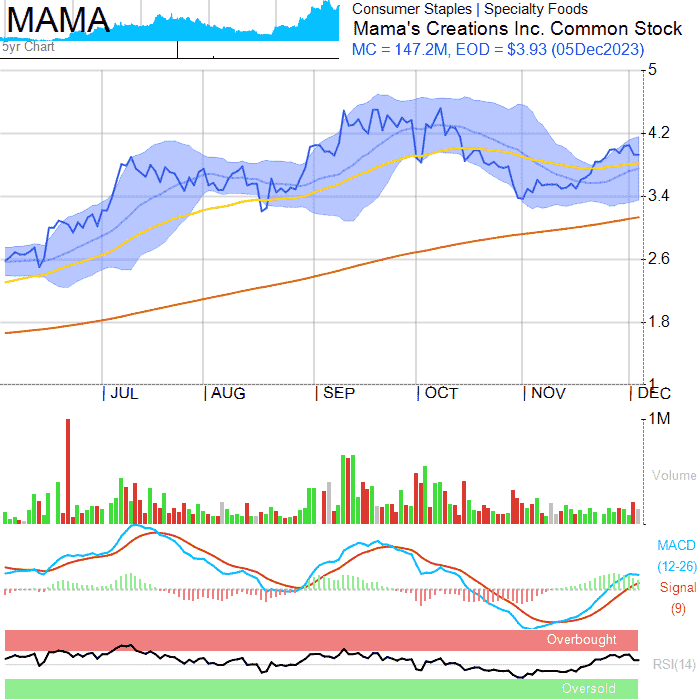 MAMA
5yr Chart
Consumer Staples | Specialty Foods
Mama's Creations Inc. Common Stock
MC = 147.2M, EOD = $3.93 (05Dec2023)
5
4.2
3.4
2.6
1.8
1
| JUL | AUG | SEP | OCT | NOV | DEC
1M
Volume
MACD
(12-26)
Signal
(9)
Overbought
RSI(14)
Oversold